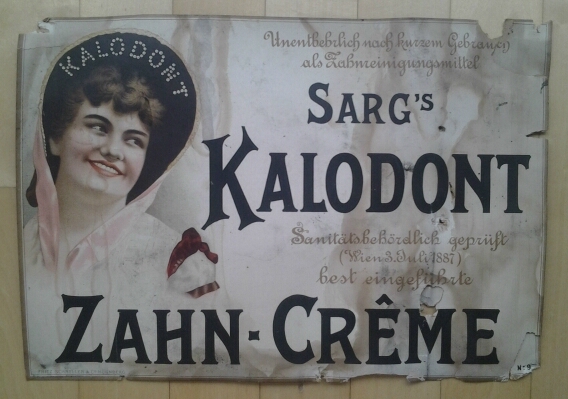 KALODONT
Unentbehrlich nach kurzem Gebrauch
als Zahnreinigungsmittel
SARG'S
KALODONT
Sanitätsbehördlich geprüft
(Wien 3. Juli 1887)
best eingeführte
ZAHN-CRÊME